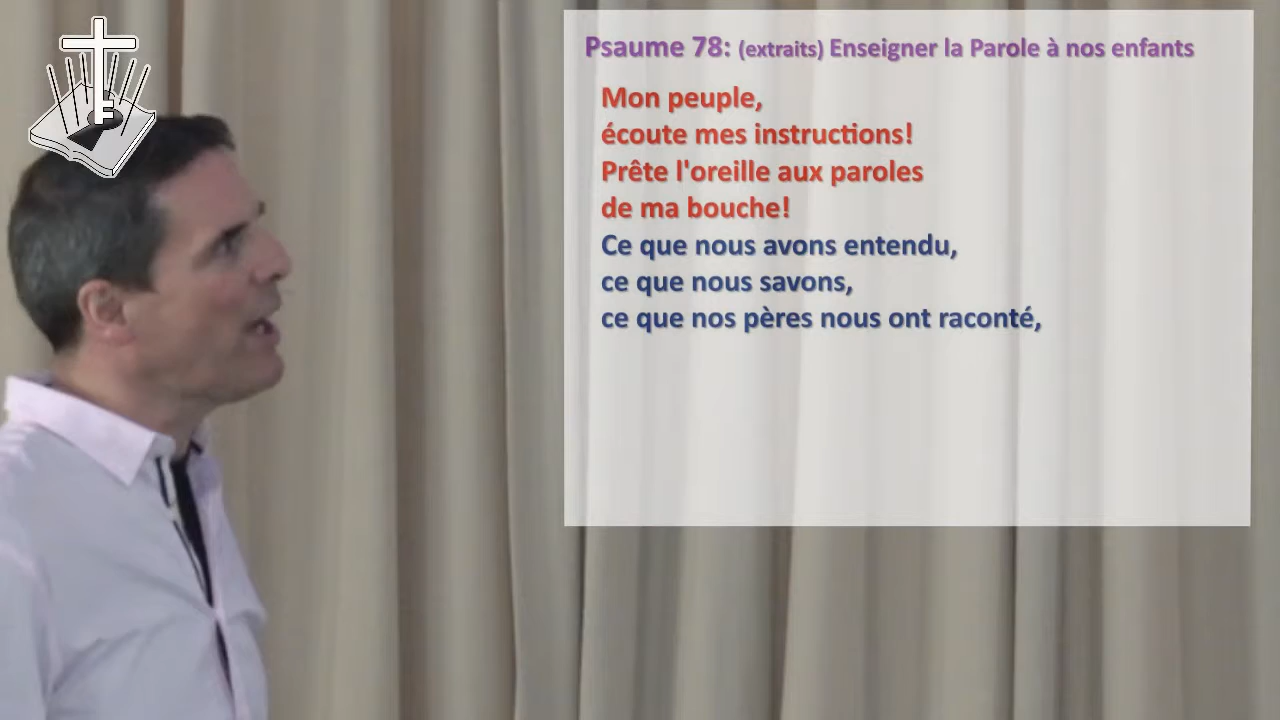 Psaume 78: (extraits) Enseigner la Parole à nos enfants
Mon peuple,
écoute mes instructions!
Prête l'oreille aux paroles
de ma bouche!
Ce que nous avons entendu,
ce que nous savons,
ce que nos pères nous ont raconté,